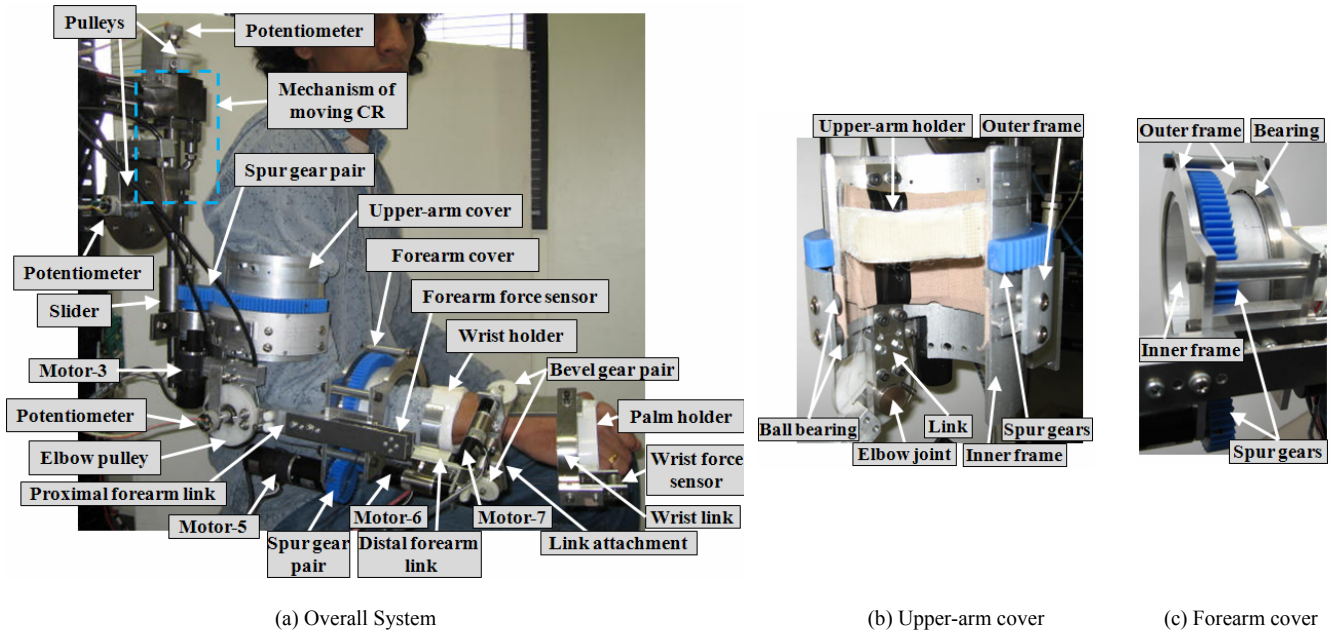 Pulleys
Potentiometer
Mechanism of
moving CR
Spur gear pair
Upper-arm cover
Forearm cover
Potentiometer
Forearm force sensor
Slider
Wrist holder
Motor-3
Bevel gear pair
Potentiometer
Palm holder
Elbow pulley
Wrist force
sensor
Proximal forearm link
Wrist link
Motor-5
Motor-6
Motor-7
Spur gear
pair
Distal forearm
link
Link attachment
(a) Overall System
Upper-arm holder
Outer frame
Ball bearing
Link
Spur gears
Elbow joint
Inner frame
(b) Upper-arm cover
Outer frame
Bearing
Inner frame
Spur gears
(c) Forearm cover